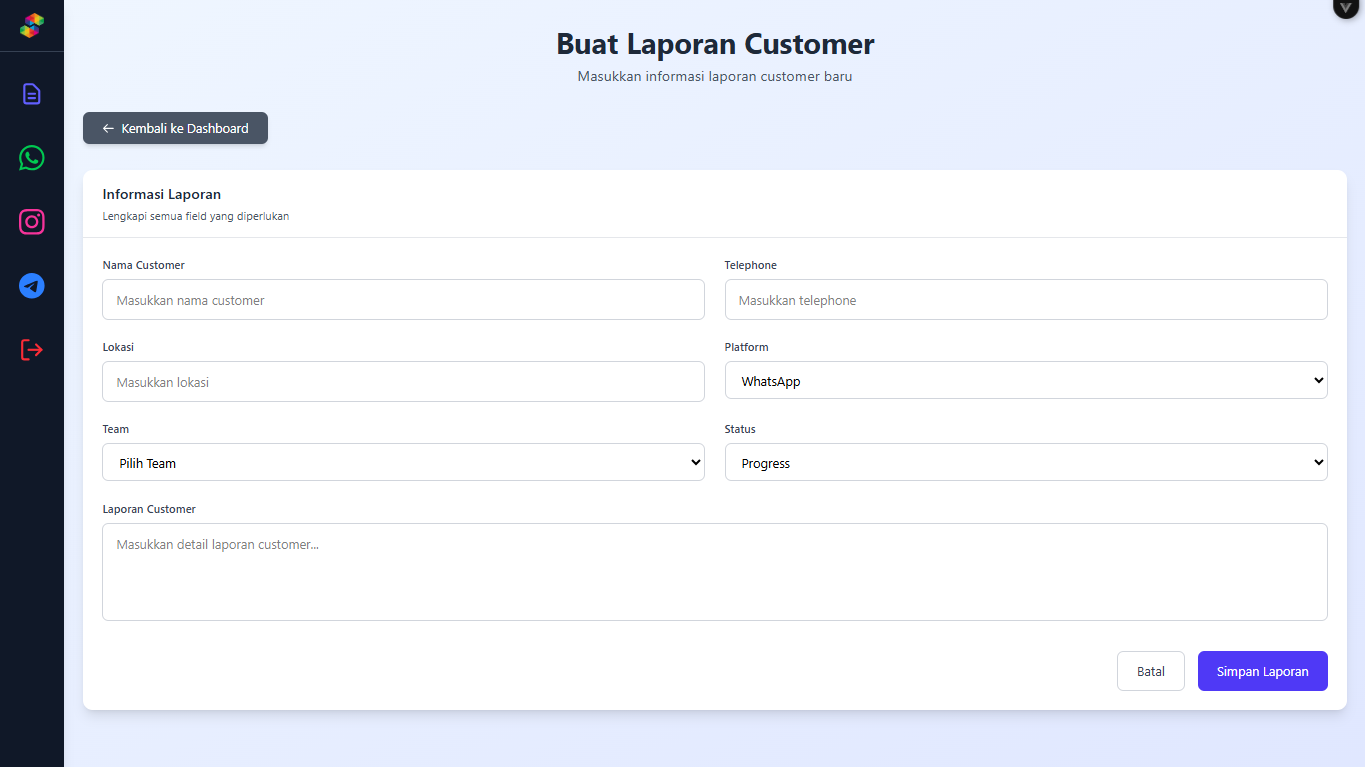 Buat Laporan Customer
Masukkan informasi laporan customer baru
← Kembali ke Dashboard
Informasi Laporan
Lengkapi semua field yang diperlukan
Nama Customer
Masukkan nama customer
Telephone
Masukkan telephone
Lokasi
Masukkan lokasi
Platform
WhatsApp
Team
Pilih Team
Status
Progress
Laporan Customer
Masukkan detail laporan customer...
Batal
Simpan Laporan